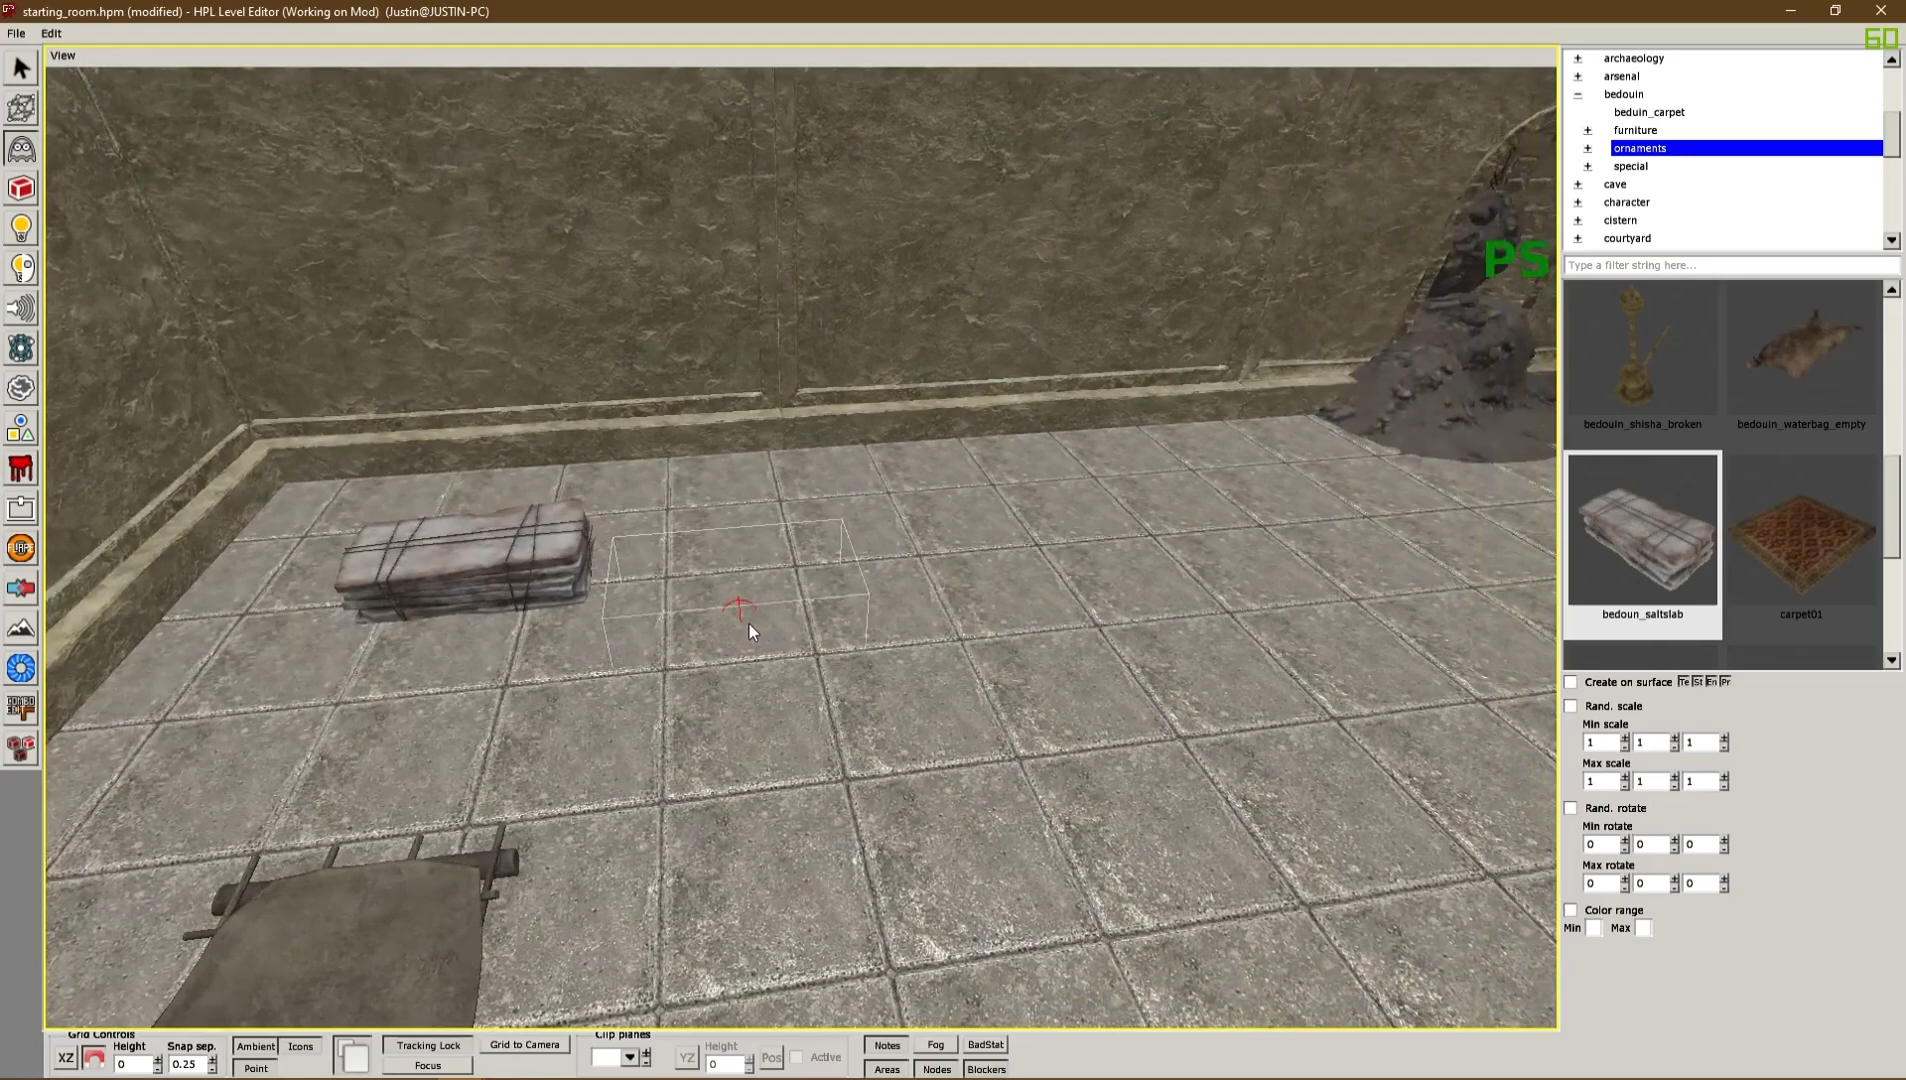 starting_room.hpm (modified) - HPL Level Editor (Working on Mod) (Justin@JUSTIN-PC)
File Edit
60
View
archaeology
arsenal
bedouin
beduin_carpet
furniture
ornaments
special
cave
character
cistern
courtyard
PS
Type a filter string here...
bedouin_shisha_broken bedouin_waterbag_empty
bedoun_saltslab carpet01
Create on surface Te St En Pr
Rand. scale
Min scale
1 1 1
Max scale
1 1 1
Rand. rotate
Min rotate
0 0 0
Max rotate
0 0 0
Color range
Min Max
Grid Controls
XZ Height Snap sep.
0 0.25
Ambient Icons
Point
Tracking Lock
Focus
Grid to Camera
Clip planes
YZ Height Pos Active
0
Notes Fog BadStat
Areas Nodes Blockers